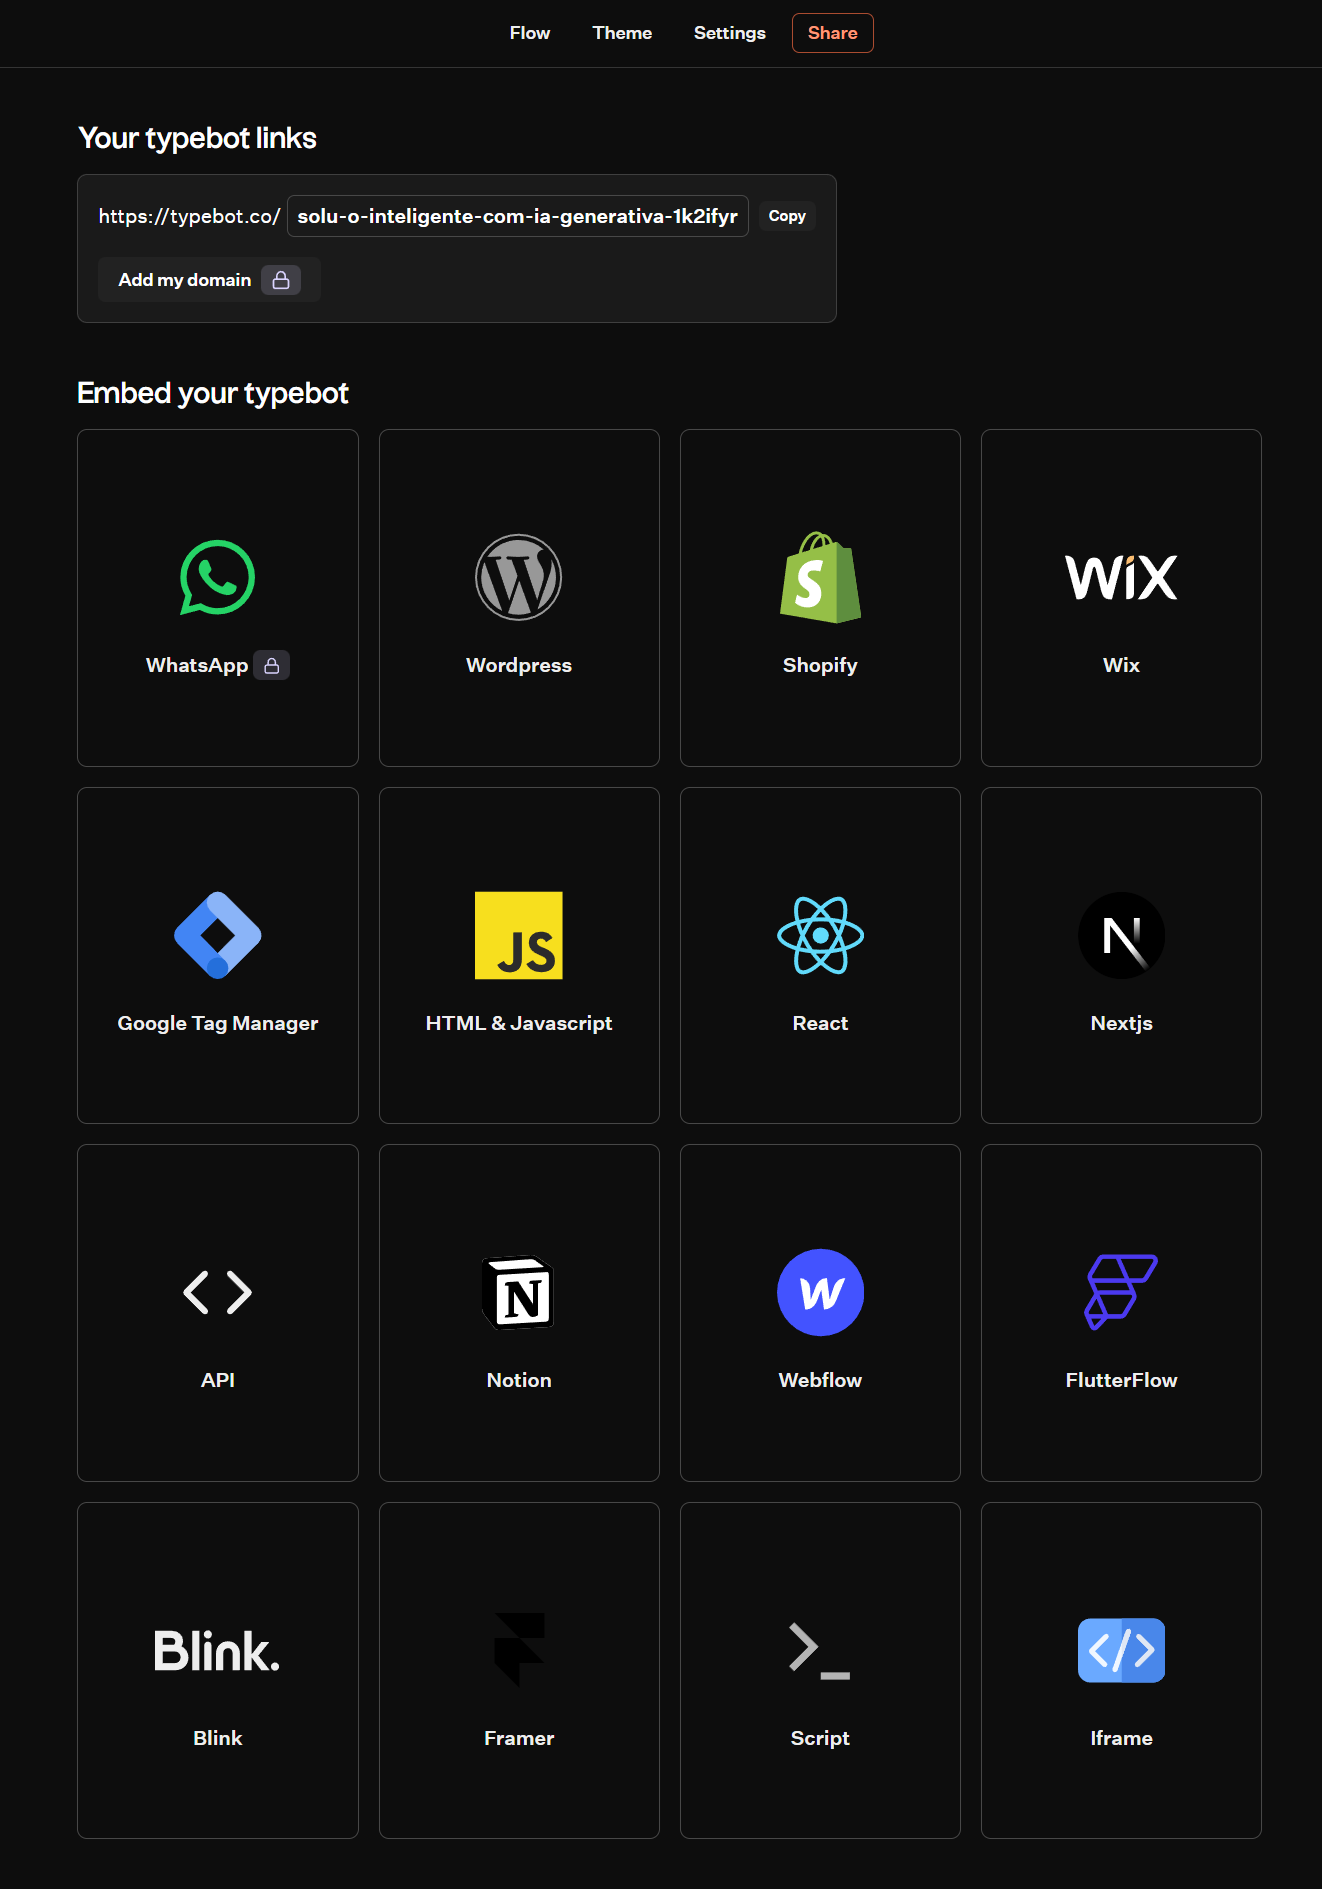 Flow Theme Settings Share
Your typebot links
https://typebot.co/ solu-o-inteligente-com-ia-generativa-1k2ifyr Copy
Add my domain
Embed your typebot
WiX
WhatsApp Wordpress Shopify Wix
JS
Google Tag Manager HTML & Javascript React Nextjs
API Notion Webflow FlutterFlow
Blink.
Blink Framer Script Iframe